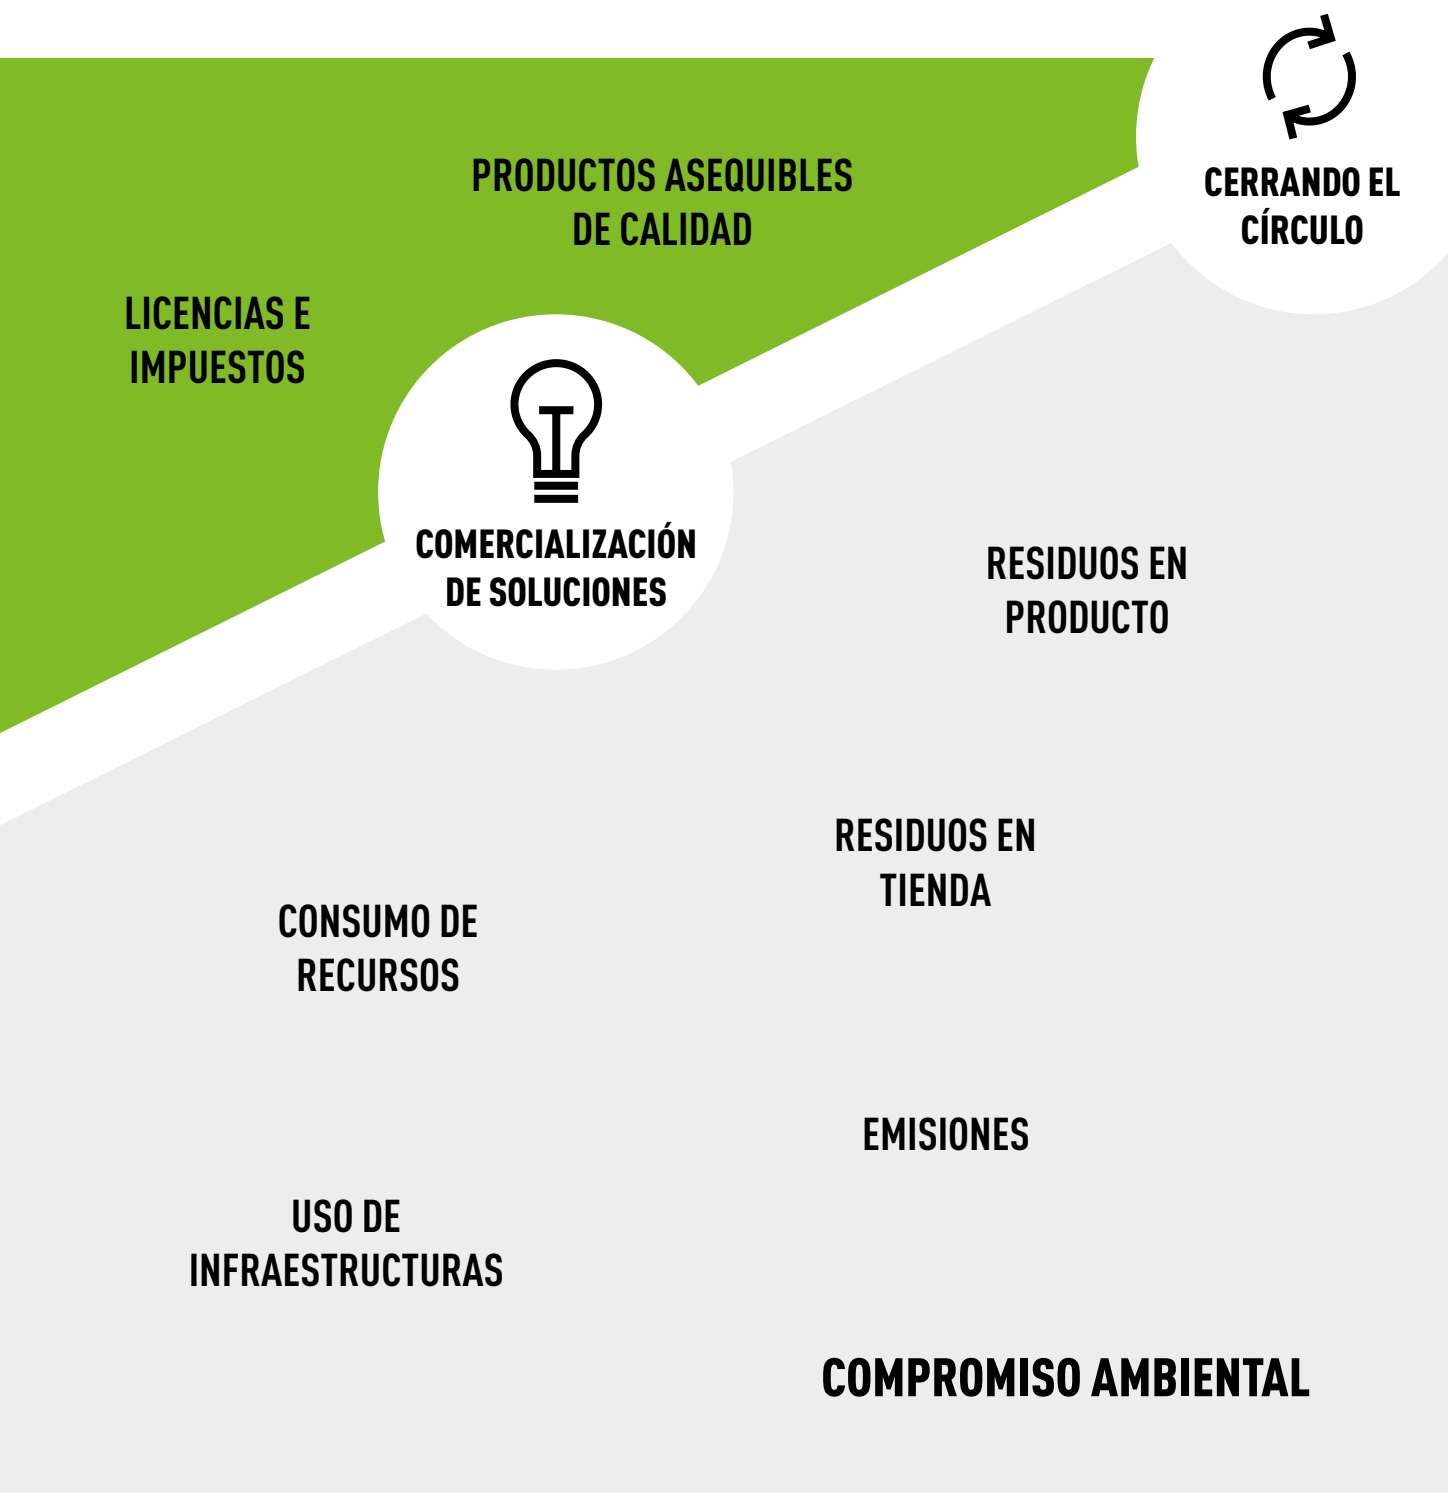 CERRANDO EL
CÍRCULO
PRODUCTOS ASEQUIBLES
DE CALIDAD
LICENCIAS E
IMPUESTOS
COMERCIALIZACIÓN
DE SOLUCIONES
RESIDUOS EN
PRODUCTO
RESIDUOS EN
TIENDA
CONSUMO DE
RECURSOS
EMISIONES
USO DE
INFRAESTRUCTURAS
COMPROMISO AMBIENTAL